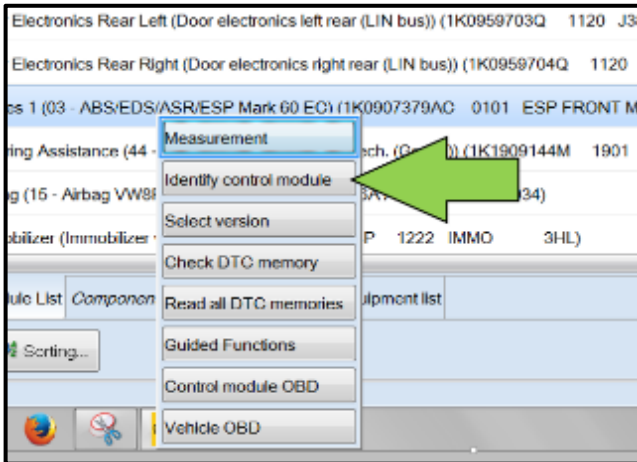 Electronics Rear Left (Door electronics left rear (LIN bus)) (1K0959703Q 1120
Electronics Rear Right (Door electronics right rear (LIN bus)) (1K0959704Q 1120
1 (03 - ABS/EDS/ASR/ESP Mark 60 EC) (1K0907379AC 0101 ESP FRONT
Assistance (44 - (1K1909144M 1901
(15 - Airbag
(Immobilizer P 1222 IMMO 3HL)
Measurement
Identify control module
Select version
Check DTC memory
Read all DTC memories
Guided Functions
Control module OBD
Vehicle OBD
List list
Sorting...